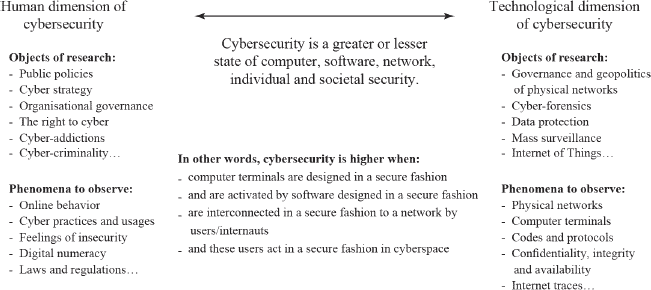 Human dimension of
cybersecurity
Objects of research:
- Public policies
- Cyber strategy
- Organisational governance
- The right to cyber
- Cyber-addictions
- Cyber-criminality…
Phenomena to observe:
- Online behavior
- Cyber practices and usages
- Feelings of insecurity
- Digital numeracy
- Laws and regulations…
Cybersecurity is a greater or lesser
state of computer, software, network,
individual and societal security.
In other words, cybersecurity is higher when:
- computer terminals are designed in a secure fashion
- and are activated by software designed in a secure fashion
- are interconnected in a secure fashion to a network by
users/internauts
- and these users act in a secure fashion in cyberspace
Technological dimension
of cybersecurity
Objects of research:
- Governance and geopolitics
of physical networks
- Cyber-forensics
- Data protection
- Mass surveillance
- Internet of Things…
Phenomena to observe:
- Physical networks
- Computer terminals
- Codes and protocols
- Confidentiality, integrity
and availability
- Internet traces…